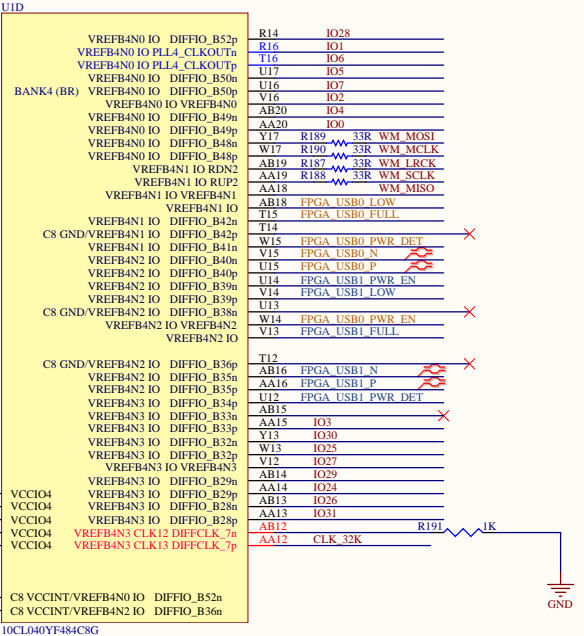 U1D
VREFB4N0 IO DIFFIO_B52p R14 IO28
VREFB4N0 IO PLL4_CLKOUTn R16 IO1
VREFB4N0 IO PLL4_CLKOUTp T16 IO6
VREFB4N0 IO DIFFIO_B50n U17 IO5
BANK4 (BR) VREFB4N0 IO DIFFIO_B50p U16 IO7
VREFB4N0 IO VREFB4N0 V16 IO2
VREFB4N0 IO DIFFIO_B49n AB20 IO4
VREFB4N0 IO DIFFIO_B49p AA20 IO0
VREFB4N0 IO DIFFIO_B48n Y17 R189 33R WM_MOSI
VREFB4N0 IO DIFFIO_B48p W17 R190 33R WM_MCLK
VREFB4N1 IO RDN2 AB19 R187 33R WM_LRCK
VREFB4N1 IO RUP2 AA19 R188 33R WM_SCLK
VREFB4N1 IO VREFB4N1 AA18 WM_MISO
VREFB4N1 IO AB18 FPGA_USB0_LOW
VREFB4N1 IO DIFFIO_B42n T15 FPGA_USB0_FULL
C8 GND/VREFB4N1 IO DIFFIO_B42p T14
VREFB4N1 IO DIFFIO_B41n W15 FPGA_USB0_PWR_DET
VREFB4N2 IO DIFFIO_B40n V15 FPGA_USB0_N
VREFB4N2 IO DIFFIO_B40p U15 FPGA_USB0_P
VREFB4N2 IO DIFFIO_B39n U14 FPGA_USB1_PWR_EN
VREFB4N2 IO DIFFIO_B39p V14 FPGA_USB1_LOW
C8 GND/VREFB4N2 IO DIFFIO_B38n U13
VREFB4N2 IO VREFB4N2 W14 FPGA_USB0_PWR_EN
VREFB4N2 IO V13 FPGA_USB1_FULL
C8 GND/VREFB4N2 IO DIFFIO_B36p T12
VREFB4N2 IO DIFFIO_B35n AB16 FPGA_USB1_N
VREFB4N2 IO DIFFIO_B35p AA16 FPGA_USB1_P
VREFB4N3 IO DIFFIO_B34p U12 FPGA_USB1_PWR_DET
VREFB4N3 IO DIFFIO_B33n AB15
VREFB4N3 IO DIFFIO_B33p AA15 IO3
VREFB4N3 IO DIFFIO_B32n Y13 IO30
VREFB4N3 IO DIFFIO_B32p W13 IO25
VREFB4N3 IO VREFB4N3 V12 IO27
VREFB4N3 IO DIFFIO_B29n AB14 IO29
VCCIO4 VREFB4N3 IO DIFFIO_B29p AA14 IO24
VCCIO4 VREFB4N3 IO DIFFIO_B28n AB13 IO26
VCCIO4 VREFB4N3 IO DIFFIO_B28p AA13 IO31
VCCIO4 VREFB4N3 CLK12 DIFFCLK_7n AB12 R191 1K
VCCIO4 VREFB4N3 CLK13 DIFFCLK_7p AA12 CLK_32K
C8 VCCINT/VREFB4N0 IO DIFFIO_B52n
C8 VCCINT/VREFB4N2 IO DIFFIO_B36n
GND
10CL040YF484C8G